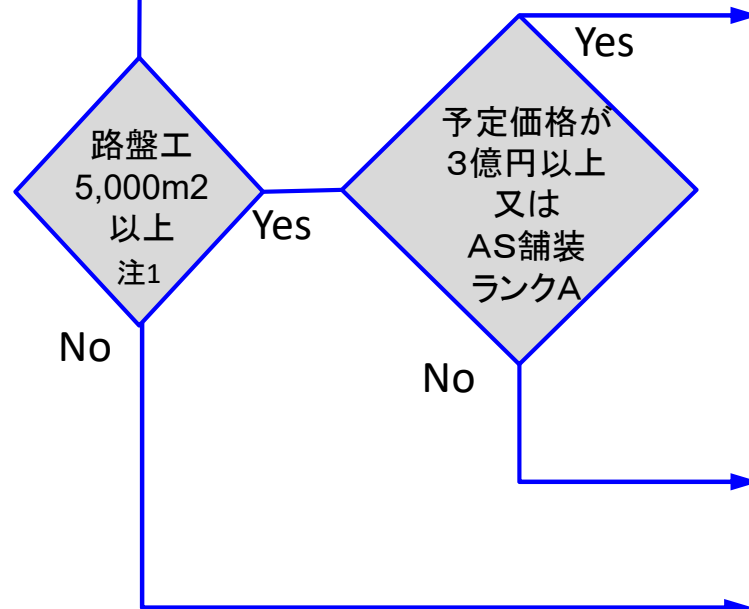 路盤工
5,000m2
以上
注1
Yes
No
予定価格が
３億円以上
又は
ＡＳ舗装
ランクＡ
Yes
No